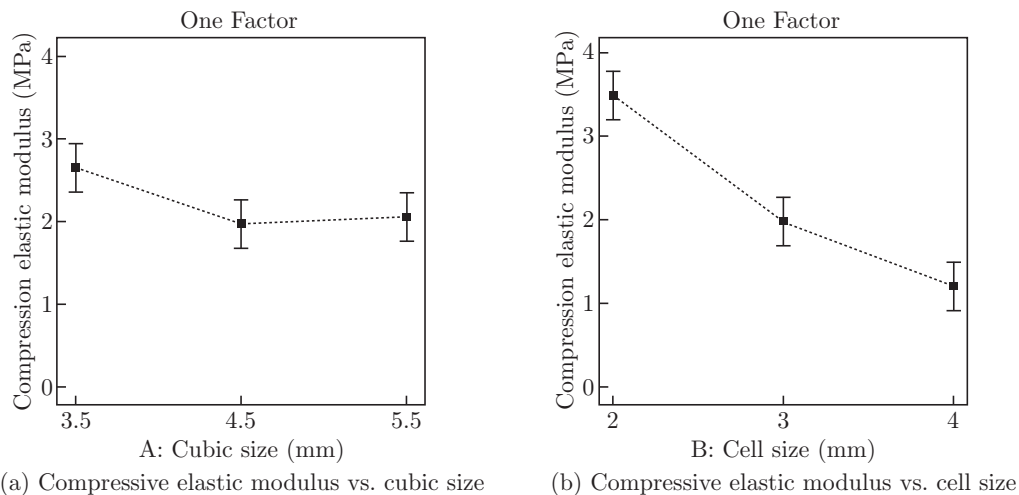 One Factor
Compression elastic modulus (MPa)
4
3
2
1
0
3.5 4.5 5.5
A: Cubic size (mm)
(a) Compressive elastic modulus vs. cubic size
One Factor
Compression elastic modulus (MPa)
4
3
2
1
0
2 3 4
B: Cell size (mm)
(b) Compressive elastic modulus vs. cell size